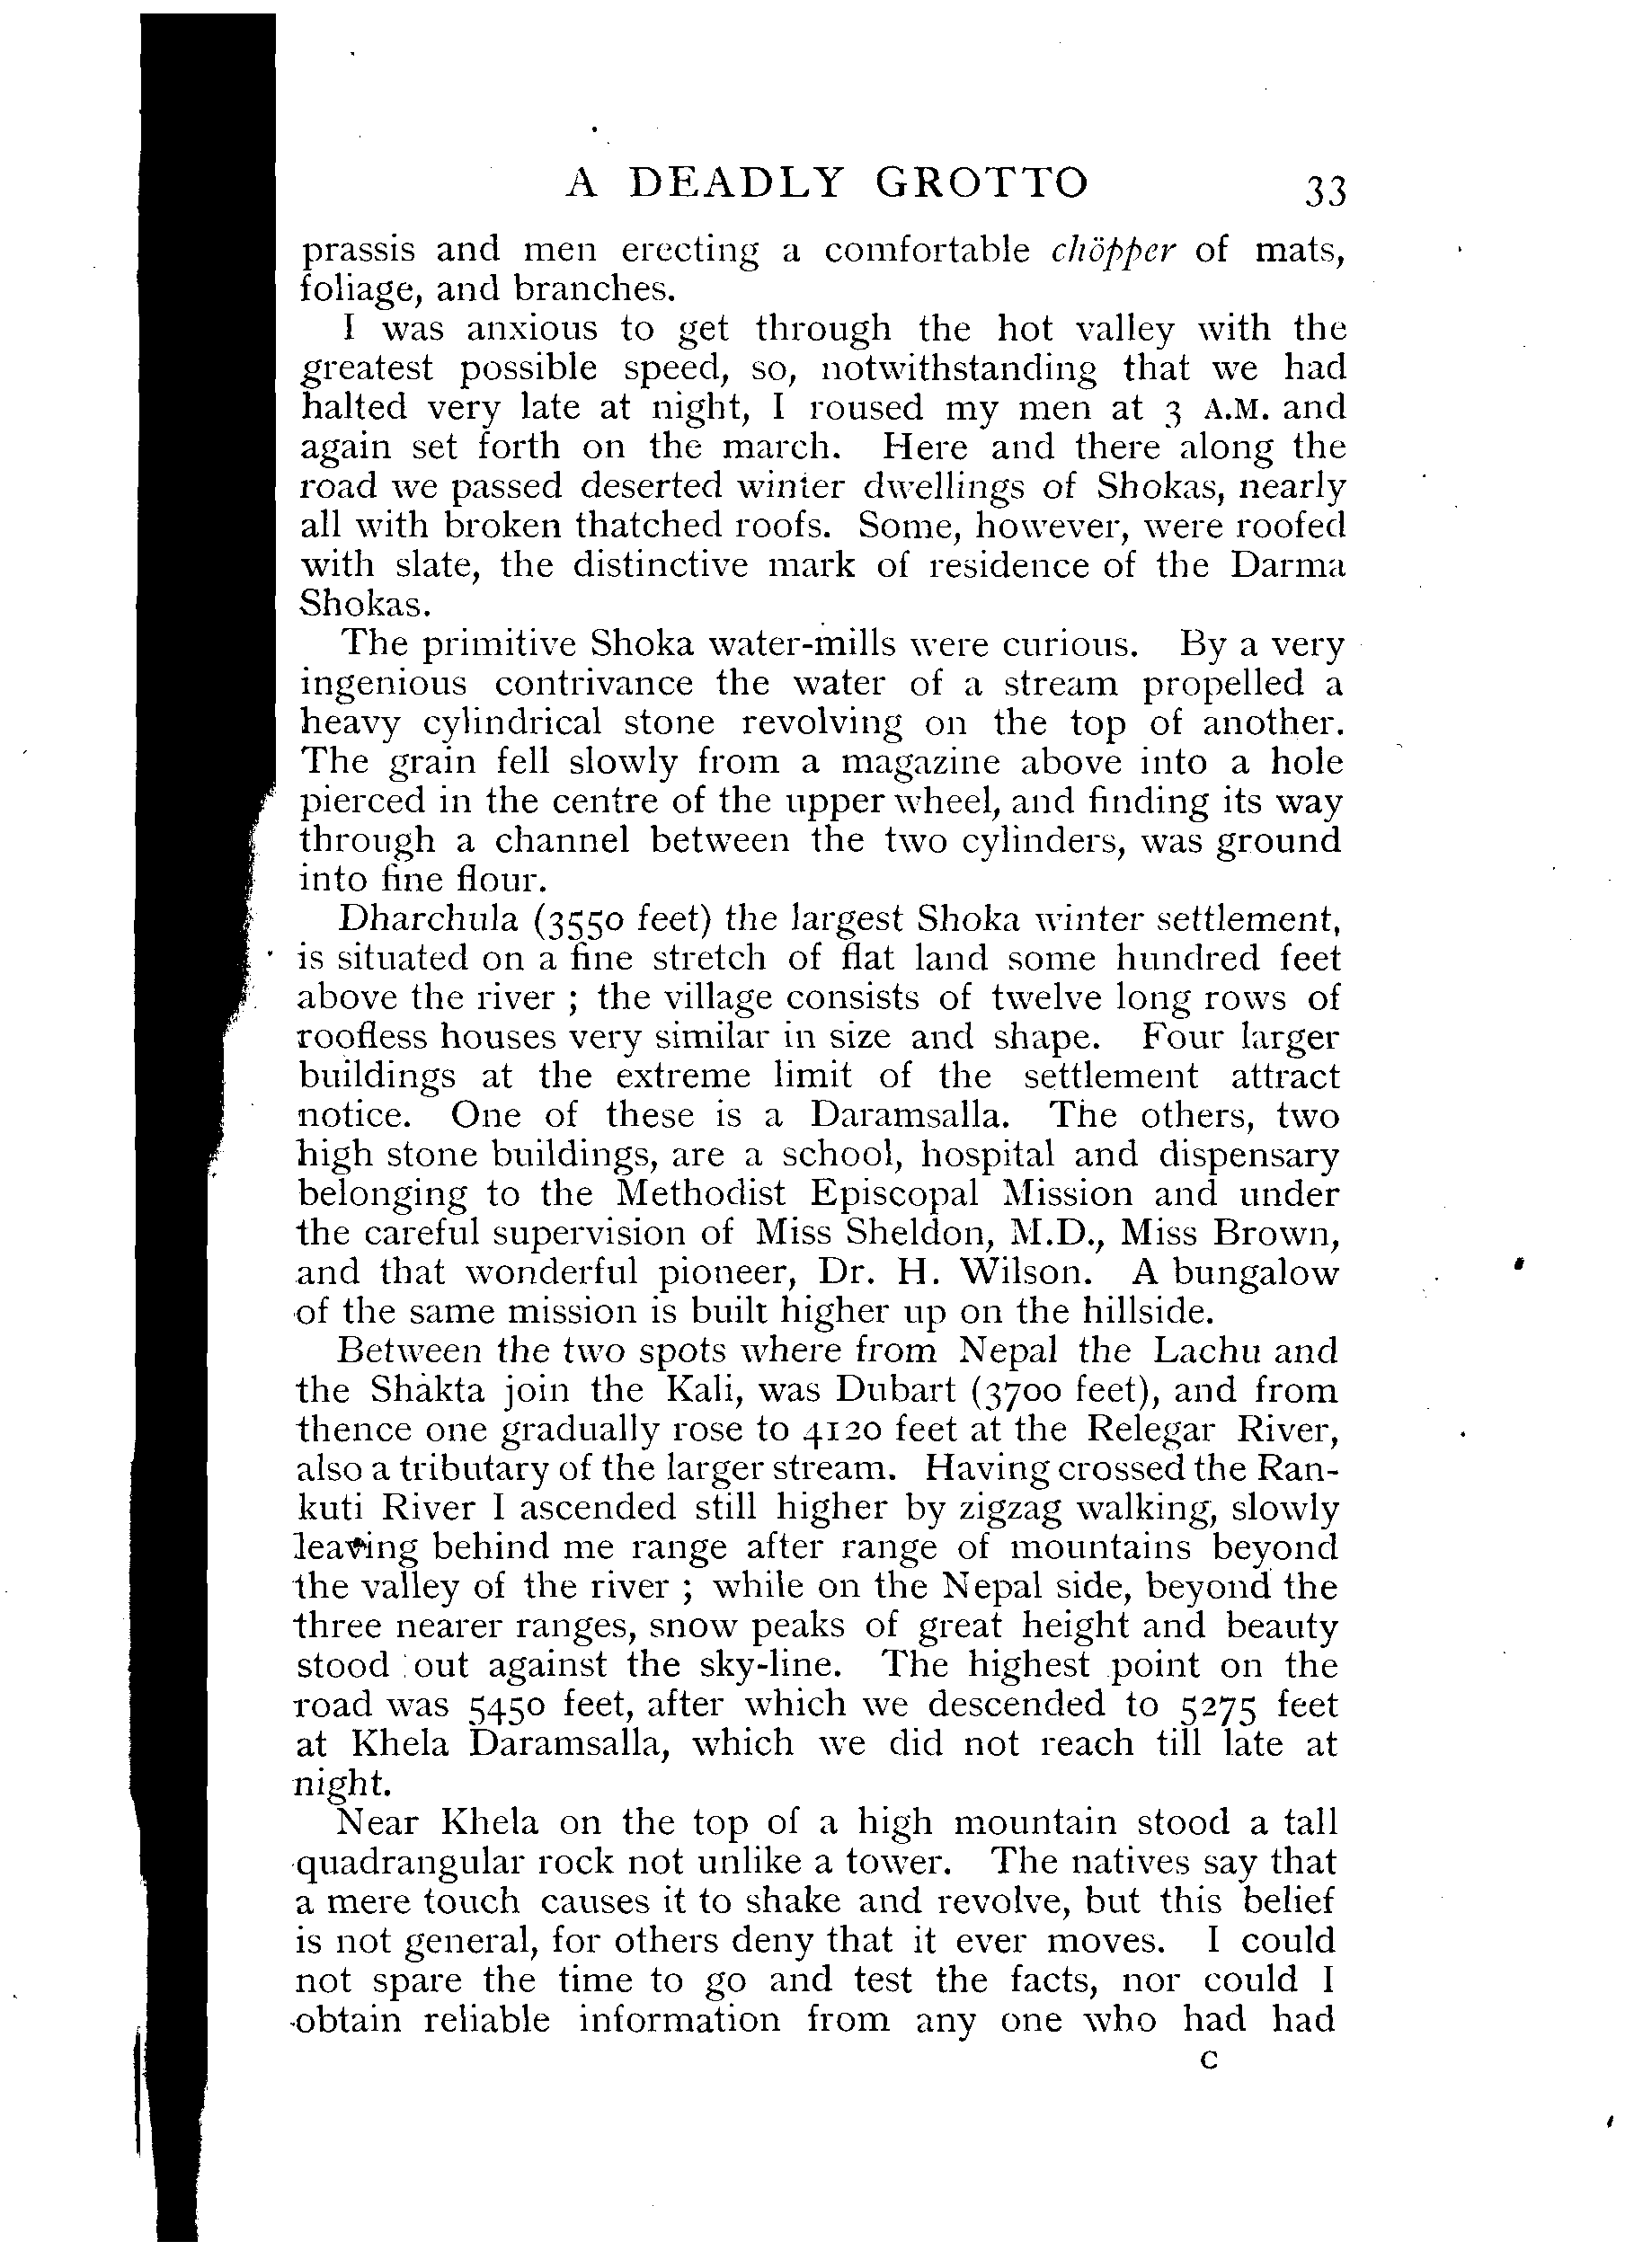 A DEADLY GROTTO 33
prassis and men erecting a comfortable chöpper of mats,
foliage, and branches.
I was anxious to get through the hot valley with the
greatest possible speed, so, notwithstanding that we had
halted very late at night, I roused my men at 3 A.M. and
again set forth on the march. Here and there along the
road we passed deserted winter dwellings of Shokas, nearly
all with broken thatched roofs. Some, however, were roofed
with slate, the distinctive mark of residence of the Darma
Shokas.
The primitive Shoka water-mills were curious. By a very
ingenious contrivance the water of a stream propelled a
heavy cylindrical stone revolving on the top of another.
The grain fell slowly from a magazine above into a hole
pierced in the centre of the upper wheel, and finding its way
through a channel between the two cylinders, was ground
into fine flour.
Dharchula (3550 feet) the largest Shoka winter settlement,
is situated on a fine stretch of flat land some hundred feet
above the river ; the village consists of twelve long rows of
roofless houses very similar in size and shape. Four larger
buildings at the extreme limit of the settlement attract
notice. One of these is a Daramsalla. The others, two
high stone buildings, are a school, hospital and dispensary
belonging to the Methodist Episcopal Mission and under
the careful supervision of Miss Sheldon, M.D., Miss Brown,
and that wonderful pioneer, Dr. H. Wilson. A bungalow
of the same mission is built higher up on the hillside.
Between the two spots where from Nepal the Lachu and
the Shakta join the Kali, was Dubart (3700 feet), and from
thence one gradually rose to 4120 feet at the Relegar River,
also a tributary of the larger stream. Having crossed the Ran-
kuti River I ascended still higher by zigzag walking, slowly
leaving behind me range after range of mountains beyond
the valley of the river ; while on the Nepal side, beyond the
three nearer ranges, snow peaks of great height and beauty
stood out against the sky-line. The highest point on the
road was 5450 feet, after which we descended to 5275 feet
at Khela Daramsalla, which we did not reach till late at
night.
Near Khela on the top of a high mountain stood a tall
quadrangular rock not unlike a tower. The natives say that
a mere touch causes it to shake and revolve, but this belief
is not general, for others deny that it ever moves. I could
not spare the time to go and test the facts, nor could I
obtain reliable information from any one who had had
C